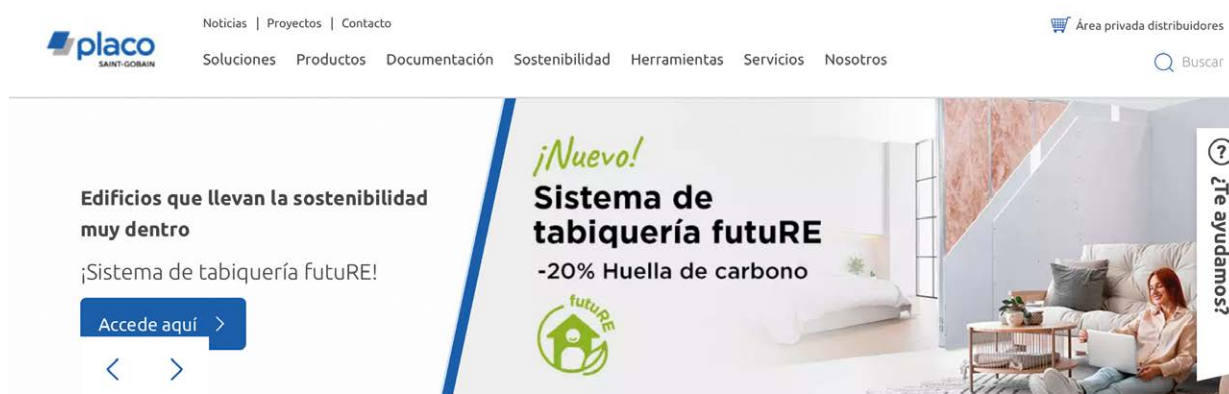 Noticias | Proyectos | Contacto
Área privada distribuidores
placo
SAINT-GOBAIN
Soluciones Productos Documentación Sostenibilidad Herramientas Servicios Nosotros
Buscar
Edificios que llevan la sostenibilidad
muy dentro
¡Sistema de tabiquería futuRE!
Accede aquí >
¡Nuevo!
Sistema de
tabiquería futuRE
-20% Huella de carbono
futuRE
? ¿Te ayudamos?